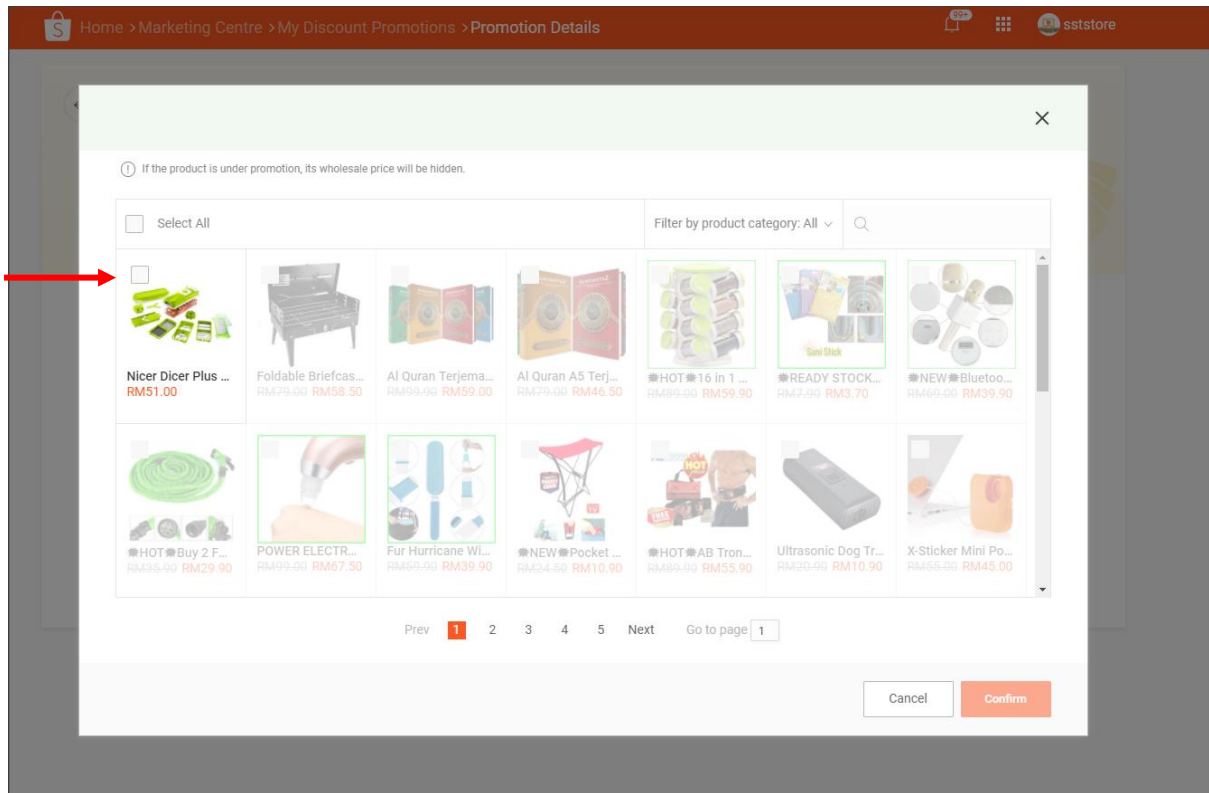 Home > Marketing Centre > My Discount Promotions > Promotion Details
99+
sststore
If the product is under promotion, its wholesale price will be hidden.
Select All
Filter by product category: All
Nicer Dicer Plus ...
RM51.00
Foldable Briefcas...
RM79.00 RM58.50
Al Quran Terjema...
RM99.90 RM59.00
Al Quran A5 Terj...
RM79.00 RM46.50
✹HOT✹16 in 1 ...
RM89.00 RM59.90
Sani Stick
✹READY STOCK...
RM7.90 RM3.70
✹NEW✹Bluetoo...
RM69.00 RM39.90
✹HOT✹Buy 2 F...
RM35.90 RM29.90
POWER ELECTR...
RM99.00 RM67.50
Fur Hurricane Wi...
RM59.90 RM39.90
✹NEW✹Pocket ...
RM24.50 RM10.90
HOT
FREE
✹HOT✹AB Tron...
RM89.90 RM55.90
Ultrasonic Dog Tr...
RM20.90 RM10.90
X-Sticker Mini Po...
RM55.00 RM45.00
Prev 1 2 3 4 5 Next Go to page 1
Cancel
Confirm